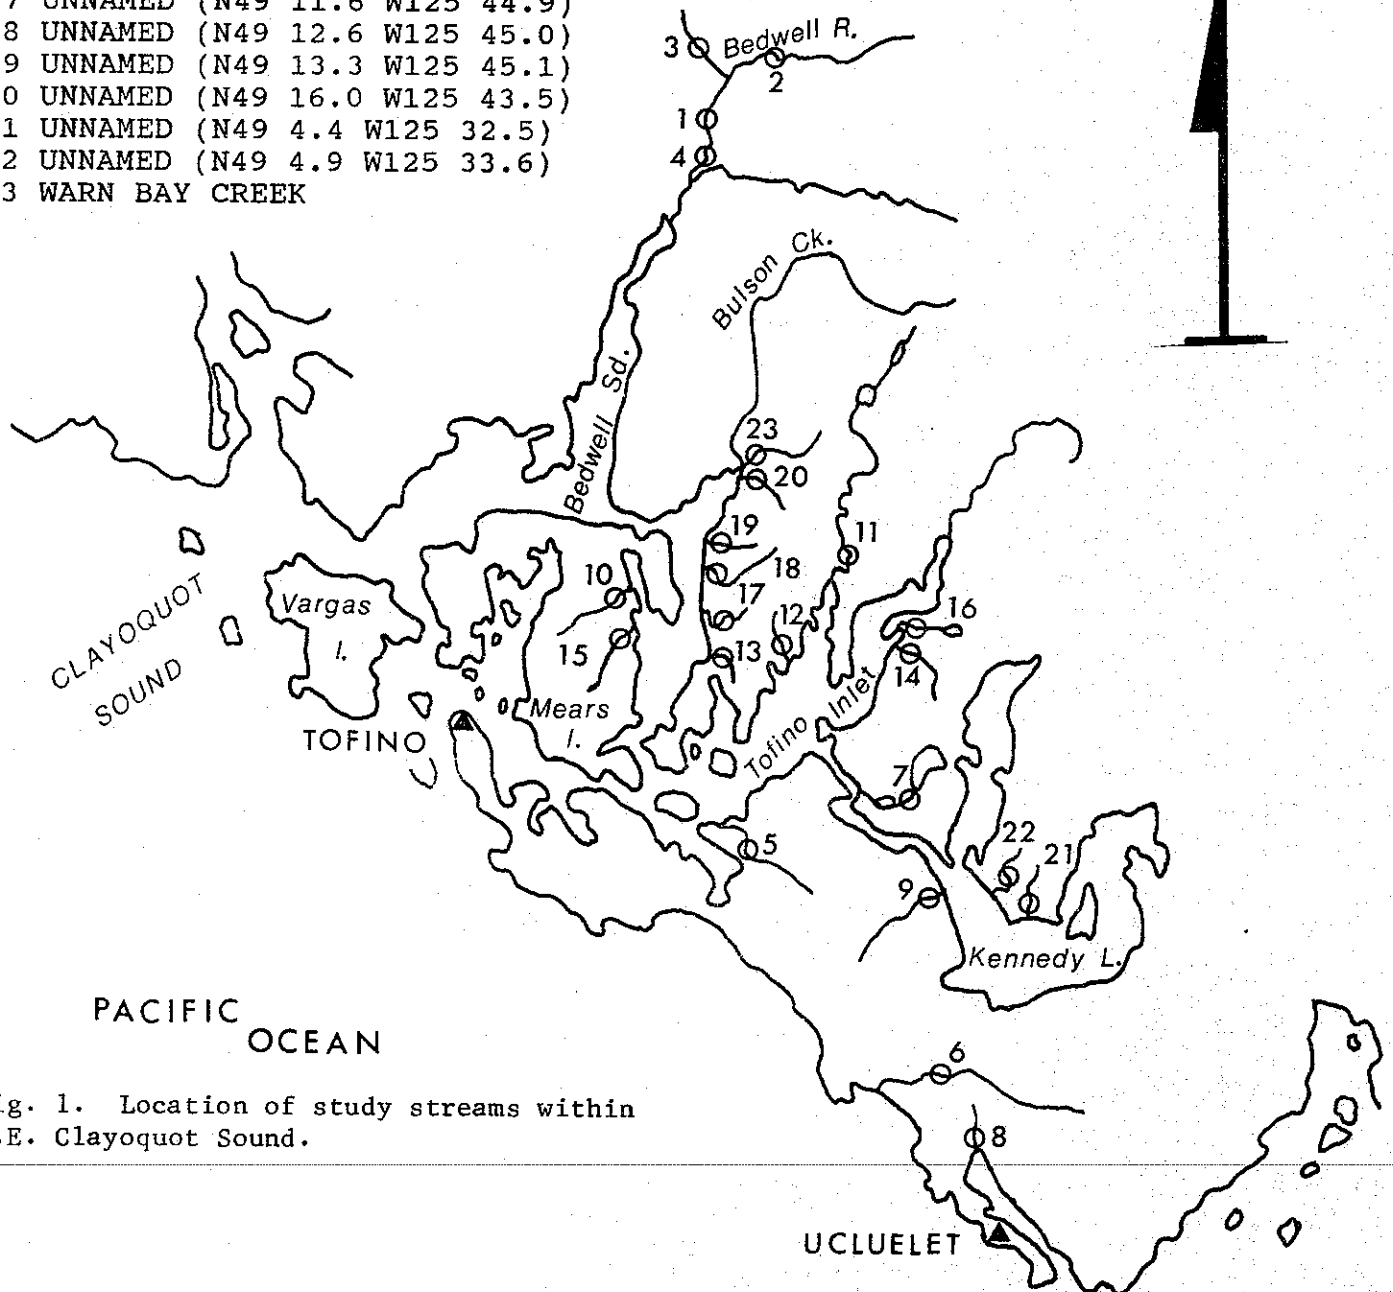 7 UNNAMED (N49 11.6 W125 44.9)
8 UNNAMED (N49 12.6 W125 45.0)
9 UNNAMED (N49 13.3 W125 45.1)
0 UNNAMED (N49 16.0 W125 43.5)
1 UNNAMED (N49 4.4 W125 32.5)
2 UNNAMED (N49 4.9 W125 33.6)
3 WARN BAY CREEK
3
Bedwell R.
2
1
4
Bulson Ck.
Bedwell Sd.
23
20
19
11
18
10
17
12
16
Vargas
I.
15
13
14
CLAYOQUOT
SOUND
Mears
I.
TOFINO
Tofino Inlet
7
5
22
21
9
Kennedy L.
PACIFIC
OCEAN
6
g. 1. Location of study streams within
.E. Clayoquot Sound.
8
UCLUELET